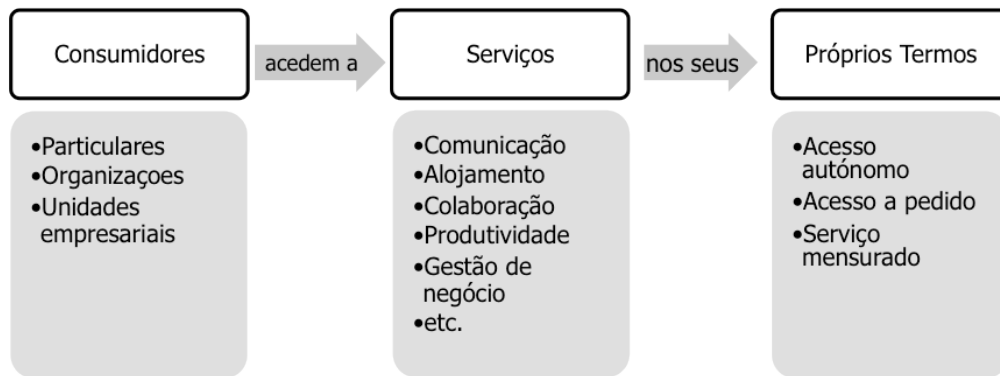 Consumidores
acedem a
Serviços
nos seus
Próprios Termos
•Particulares
•Organizaçoes
•Unidades
empresariais
•Comunicação
•Alojamento
•Colaboração
•Produtividade
•Gestão de
negócio
•etc.
•Acesso
autónomo
•Acesso a pedido
•Serviço
mensurado